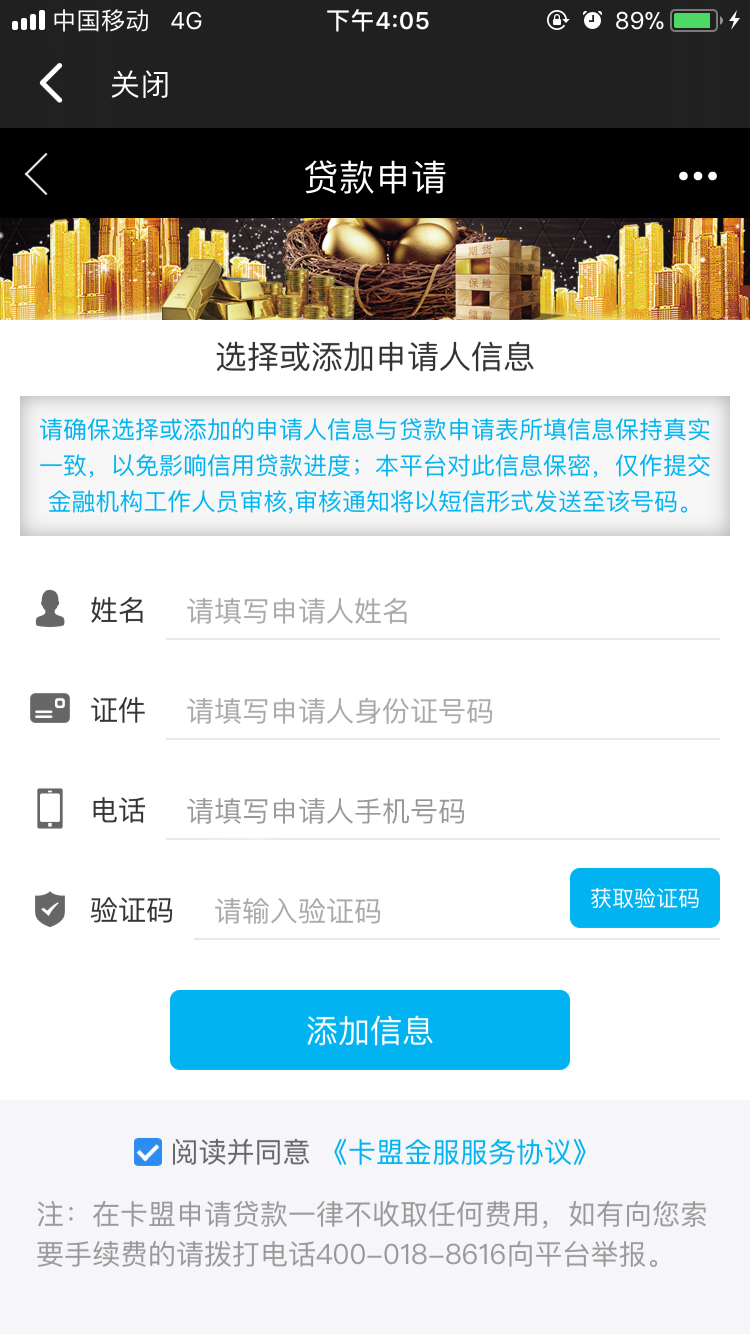 中国移动 4G 下午4:05 89%
关闭
贷款申请
期货
保险
选择或添加申请人信息
请确保选择或添加的申请人信息与贷款申请表所填信息保持真实
一致，以免影响信用贷款进度；本平台对此信息保密，仅作提交
金融机构工作人员审核,审核通知将以短信形式发送至该号码。
姓名 请填写申请人姓名
证件 请填写申请人身份证号码
电话 请填写申请人手机号码
验证码 请输入验证码 获取验证码
添加信息
阅读并同意 《卡盟金服服务协议》
注：在卡盟申请贷款一律不收取任何费用，如有向您索
要手续费的请拨打电话400-018-8616向平台举报。